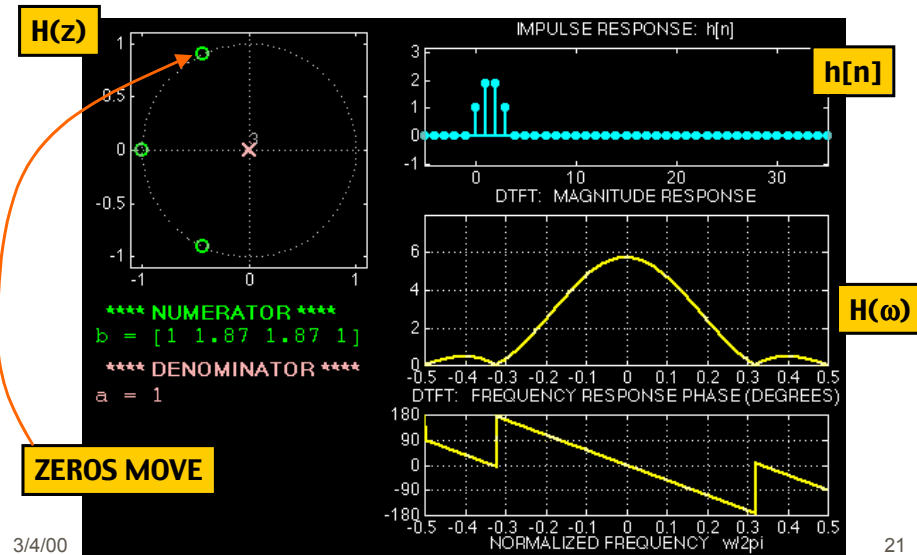 H(z)
1
0.5
0
-0.5
-1
-1
0
1
3
**** NUMERATOR ****
b = [1 1.87 1.87 1]
**** DENOMINATOR ****
a = 1
ZEROS MOVE
3/4/00
IMPULSE RESPONSE: h[n]
3
2
1
0
-1
0 10 20 30
h[n]
DTFT: MAGNITUDE RESPONSE
6
4
2
0
-0.5 -0.4 -0.3 -0.2 -0.1 0 0.1 0.2 0.3 0.4 0.5
H(ω)
DTFT: FREQUENCY RESPONSE PHASE (DEGREES)
180
90
0
-90
-180
-0.5 -0.4 -0.3 -0.2 -0.1 0 0.1 0.2 0.3 0.4 0.5
NORMALIZED FREQUENCY w/2pi
21